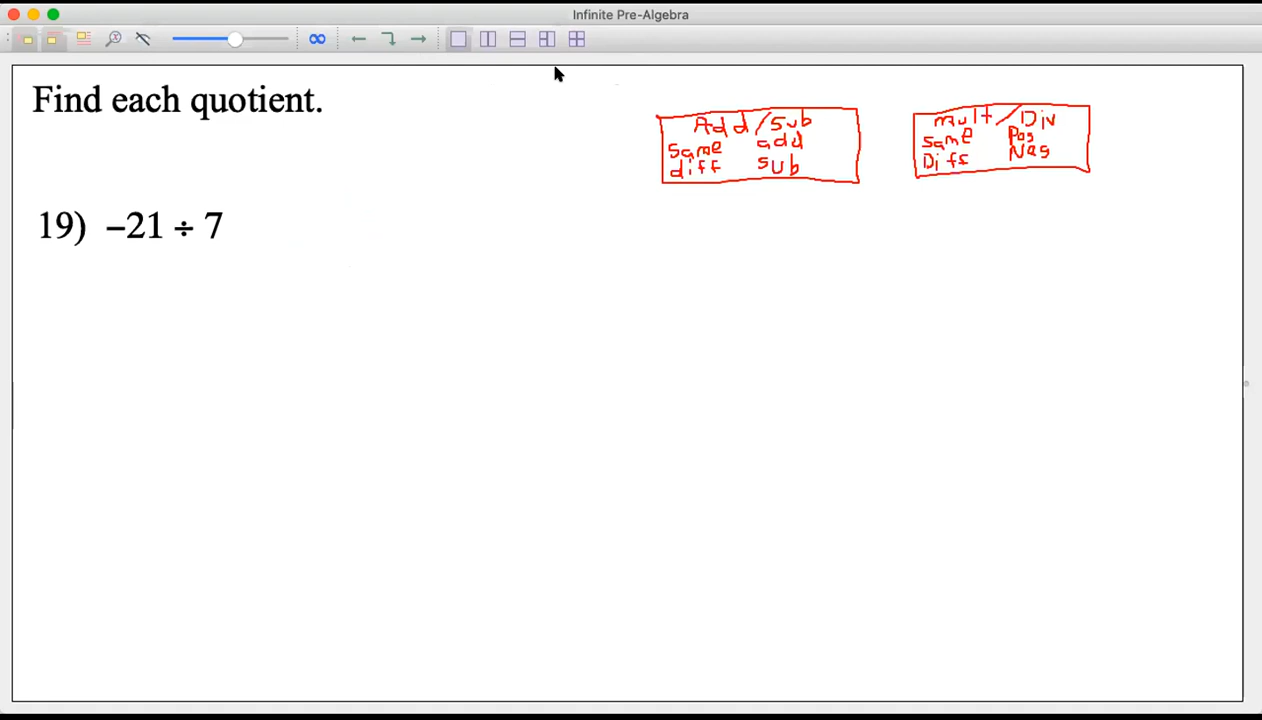 Infinite Pre-Algebra
Find each quotient.
Add/Sub
Same add
diff sub
mult/Div
Same Pos
Diff Neg
19) −21 ÷ 7